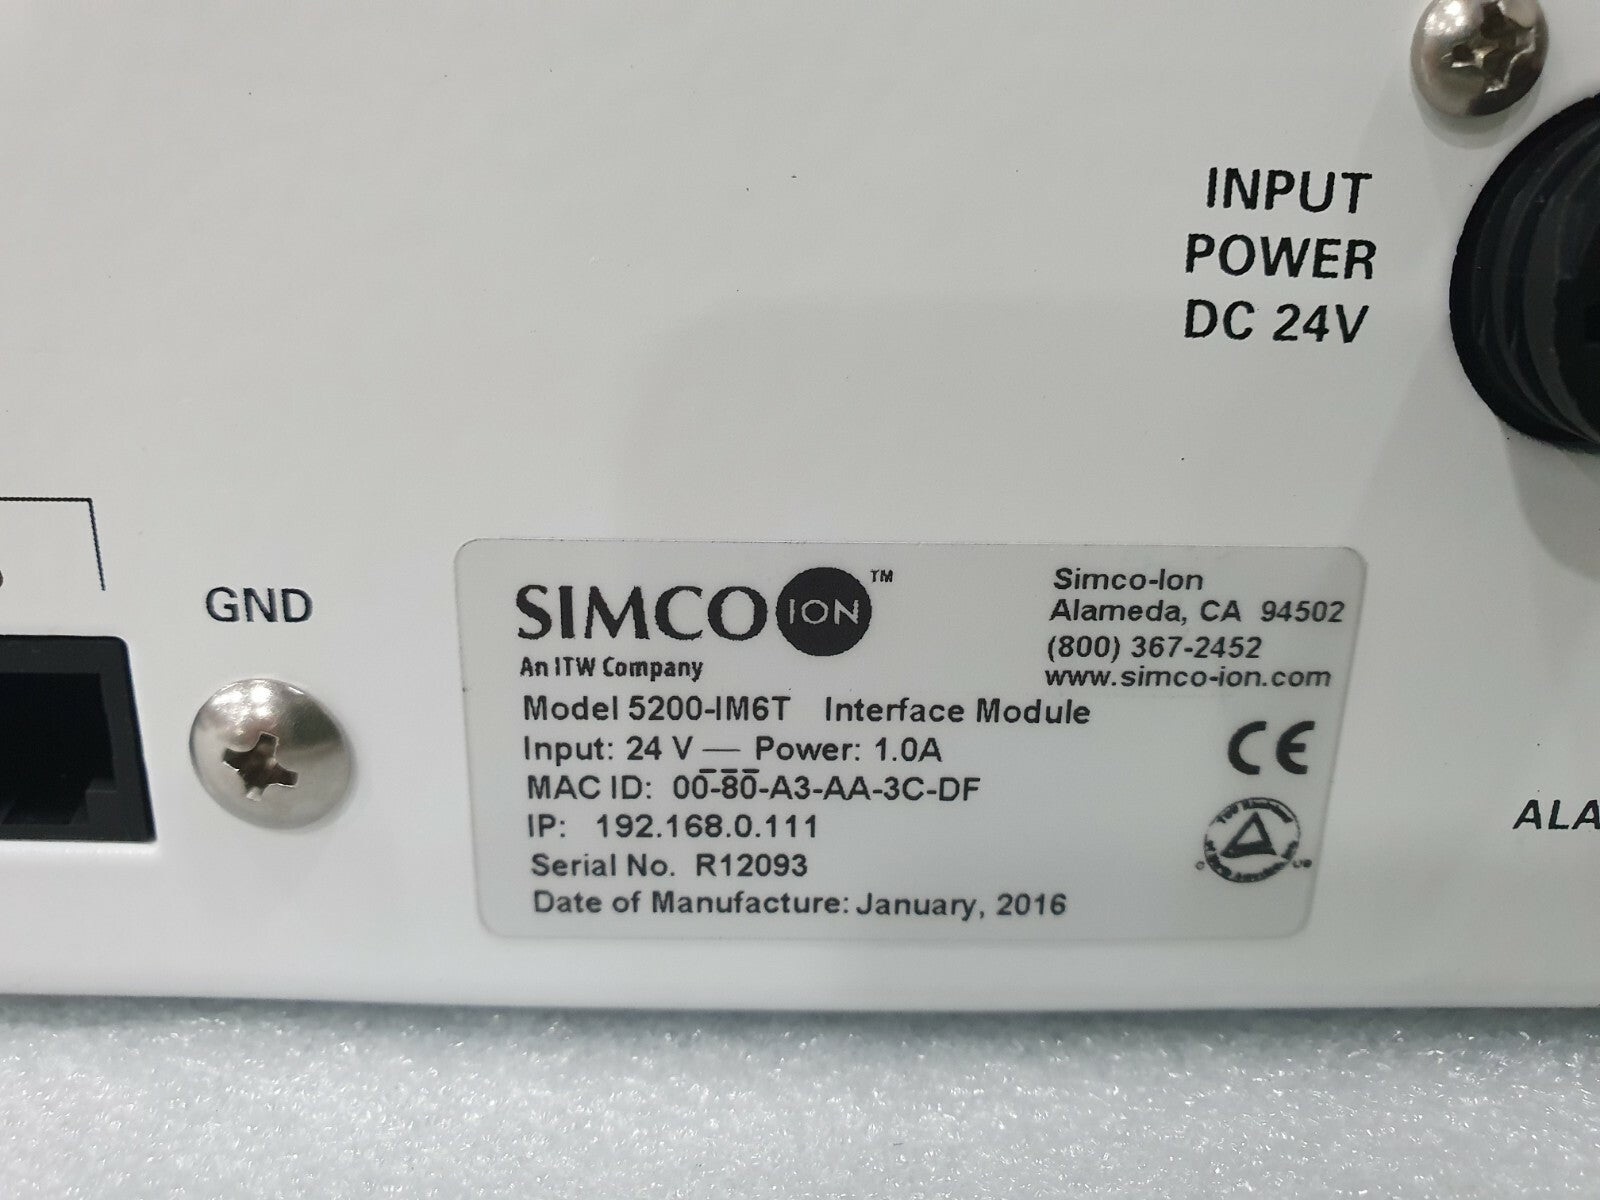 INPUT
POWER
DC 24V
GND
SIMCO ION ™
An ITW Company
Simco-Ion
Alameda, CA 94502
(800) 367-2452
www.simco-ion.com
Model 5200-IM6T Interface Module
Input: 24 V Power: 1.0A
MAC ID: 00-80-A3-AA-3C-DF
IP: 192.168.0.111
Serial No. R12093
Date of Manufacture: January, 2016
CE